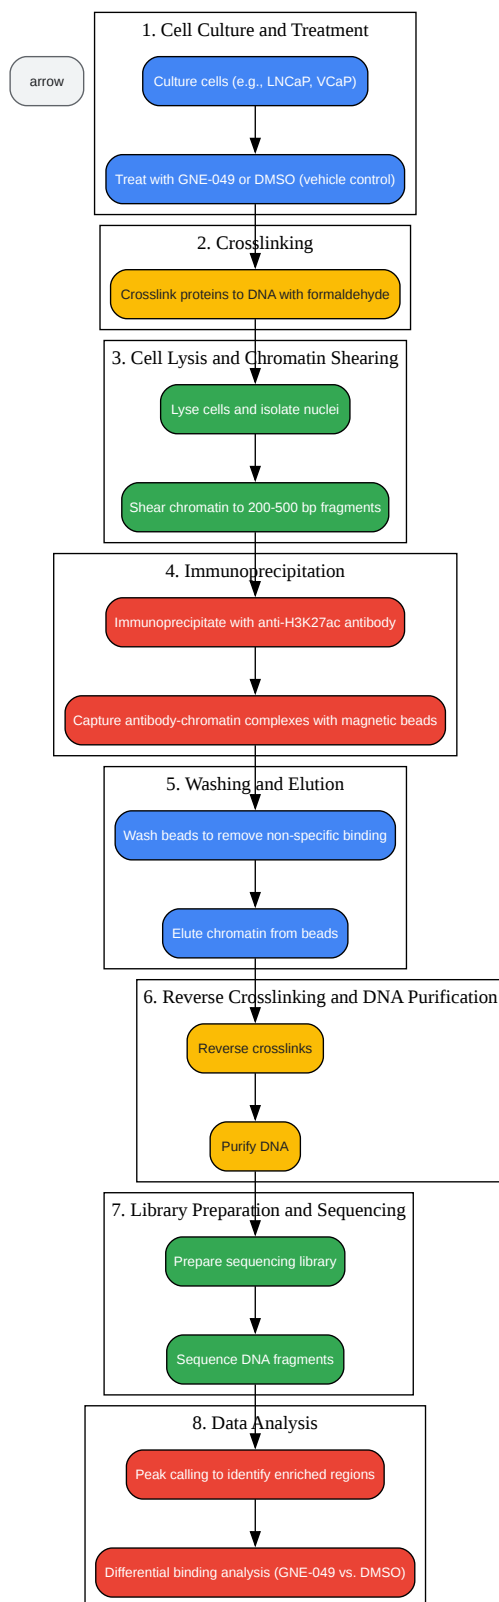 1. Cell Culture and Treatment
arrow
Culture cells (e.g., LNCaP, VCaP)
Treat with GNE-049 or DMSO (vehicle control)
2. Crosslinking
Crosslink proteins to DNA with formaldehyde
3. Cell Lysis and Chromatin Shearing
Lyse cells and isolate nuclei
Shear chromatin to 200-500 bp fragments
4. Immunoprecipitation
Immunoprecipitate with anti-H3K27ac antibody
Capture antibody-chromatin complexes with magnetic beads
5. Washing and Elution
Wash beads to remove non-specific binding
Elute chromatin from beads
6. Reverse Crosslinking and DNA Purification
Reverse crosslinks
Purify DNA
7. Library Preparation and Sequencing
Prepare sequencing library
Sequence DNA fragments
8. Data Analysis
Peak calling to identify enriched regions
Differential binding analysis (GNE-049 vs. DMSO)